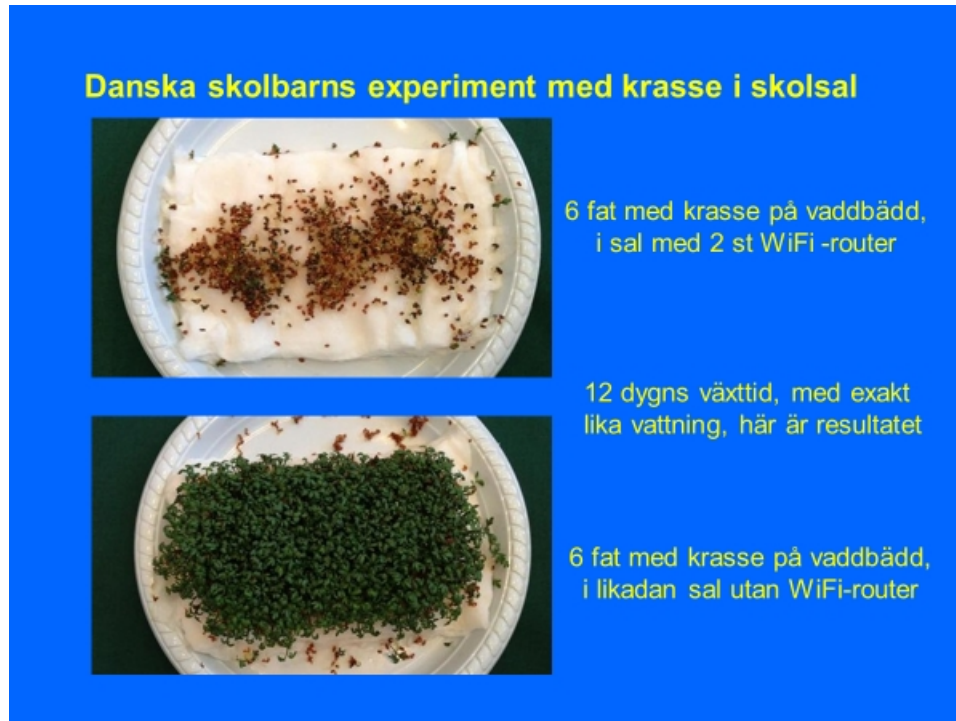 Danska skolbarns experiment med krasse i skolsal
6 fat med krasse på vaddbädd,
i sal med 2 st WiFi -router
12 dygns växttid, med exakt
lika vattning, här är resultatet
6 fat med krasse på vaddbädd,
i likadan sal utan WiFi-router